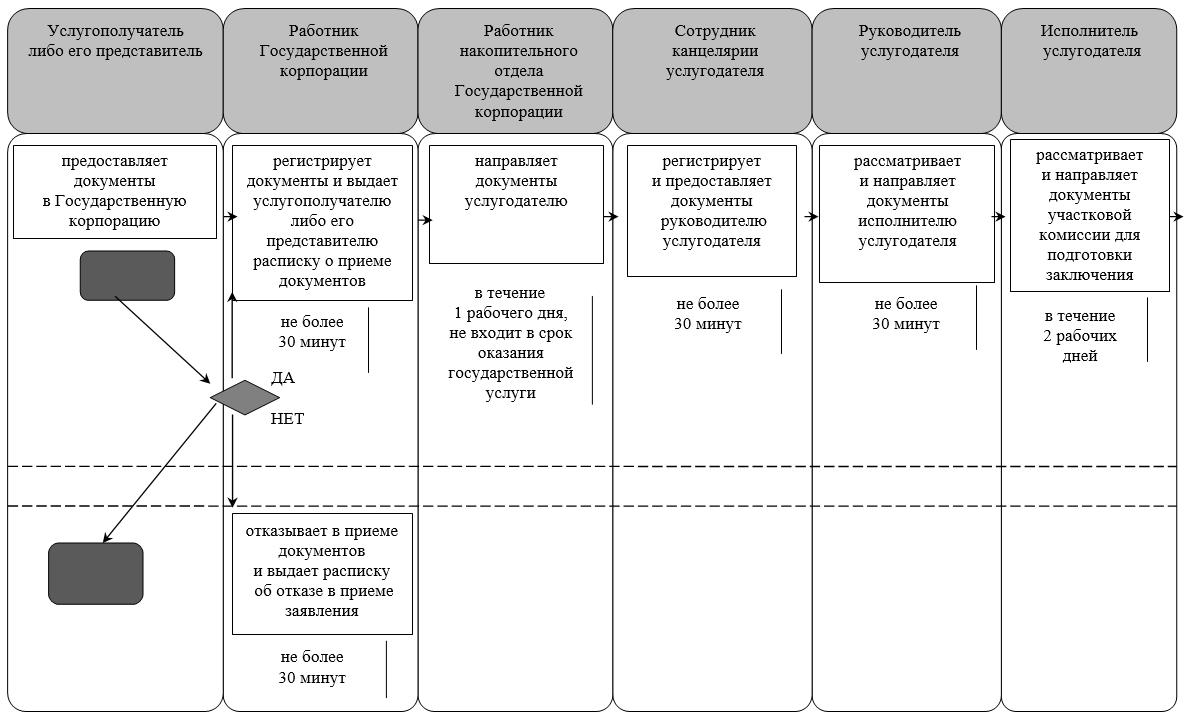 Услугополучатель
либо его представитель
Работник
Государственной
корпорации
Работник
накопительного
отдела
Государственной
корпорации
Сотрудник
канцелярии
услугодателя
Руководитель
услугодателя
Исполнитель
услугодателя
предоставляет
документы
в Государственную
корпорацию
регистрирует
документы и выдает
услугополучателю
либо его
представителю
расписку о приеме
документов
не более
30 минут
направляет
документы
услугодателю
в течение
1 рабочего дня,
не входит в срок
оказания
государственной
услуги
регистрирует
и предоставляет
документы
руководителю
услугодателя
не более
30 минут
рассматривает
и направляет
документы
исполнителю
услугодателя
не более
30 минут
рассматривает
и направляет
документы
участковой
комиссии для
подготовки
заключения
в течение
2 рабочих
дней
ДА
НЕТ
отказывает в приеме
документов
и выдает расписку
об отказе в приеме
заявления
не более
30 минут